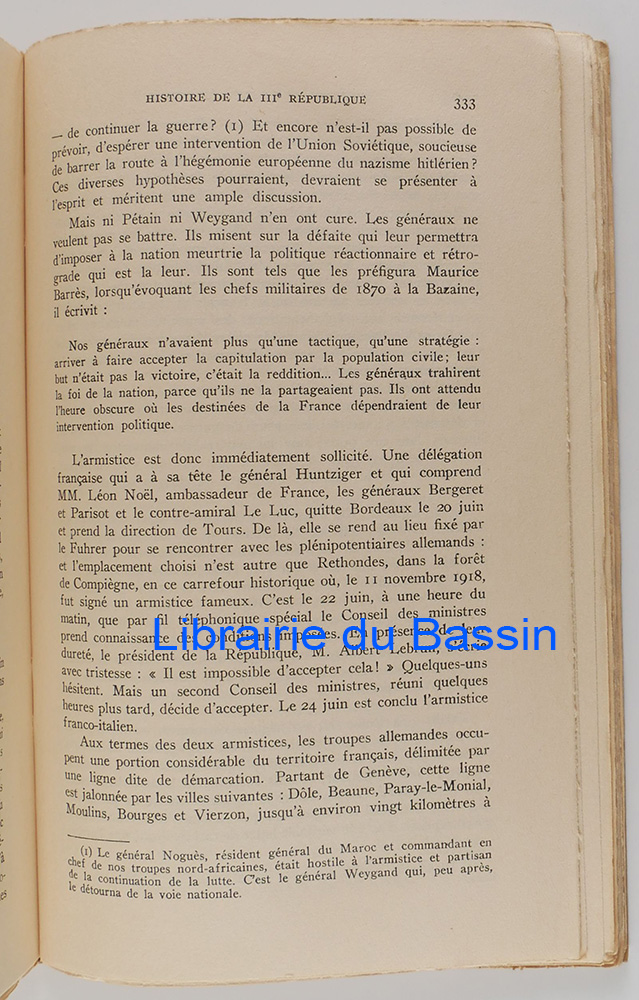 HISTOIRE DE LA IIIe RÉPUBLIQUE 333
— de continuer la guerre? (1) Et encore n'est-il pas possible de
prévoir, d'espérer une intervention de l'Union Soviétique, soucieuse
de barrer la route à l'hégémonie européenne du nazisme hitlérien?
Ces diverses hypothèses pourraient, devraient se présenter à
l'esprit et méritent une ample discussion.
Mais ni Pétain ni Weygand n'en ont cure. Les généraux ne
veulent pas se battre. Ils misent sur la défaite qui leur permettra
d'imposer à la nation meurtrie la politique réactionnaire et rétro-
grade qui est la leur. Ils sont tels que les préfigura Maurice
Barrès, lorsqu'évoquant les chefs militaires de 1870 à la Bazaine,
il écrivit :
Nos généraux n'avaient plus qu'une tactique, qu'une stratégie :
arriver à faire accepter la capitulation par la population civile; leur
but n'était pas la victoire, c'était la reddition... Les généraux trahirent
la foi de la nation, parce qu'ils ne la partageaient pas. Ils ont attendu
l'heure obscure où les destinées de la France dépendraient de leur
intervention politique.
L'armistice est donc immédiatement sollicité. Une délégation
française qui a à sa tête le général Huntziger et qui comprend
MM. Léon Noël, ambassadeur de France, les généraux Bergeret
et Parisot et le contre-amiral Le Luc, quitte Bordeaux le 20 juin
et prend la direction de Tours. De là, elle se rend au lieu fixé par
le Fuhrer pour se rencontrer avec les plénipotentiaires allemands :
et l'emplacement choisi n'est autre que Rethondes, dans la forêt
de Compiègne, en ce carrefour historique où, le 11 novembre 1918,
fut signé un armistice fameux. C'est le 22 juin, à une heure du
matin, que par fil téléphonique spécial le Conseil des ministres
prend connaissance des conditions imposées. En présence de leur
Librairie du Bassin
dureté, le président de la République, M. Albert Lebrun, s'écrie
avec tristesse : « Il est impossible d'accepter cela! » Quelques-uns
hésitent. Mais un second Conseil des ministres, réuni quelques
heures plus tard, décide d'accepter. Le 24 juin est conclu l'armistice
franco-italien.
Aux termes des deux armistices, les troupes allemandes occu-
pent une portion considérable du territoire français, délimitée par
une ligne dite de démarcation. Partant de Genève, cette ligne
est jalonnée par les villes suivantes : Dôle, Beaune, Paray-le-Monial,
Moulins, Bourges et Vierzon, jusqu'à environ vingt kilomètres à
(1) Le général Noguès, résident général du Maroc et commandant en
chef de nos troupes nord-africaines, était hostile à l'armistice et partisan
de la continuation de la lutte. C'est le général Weygand qui, peu après,
le détourna de la voie nationale.